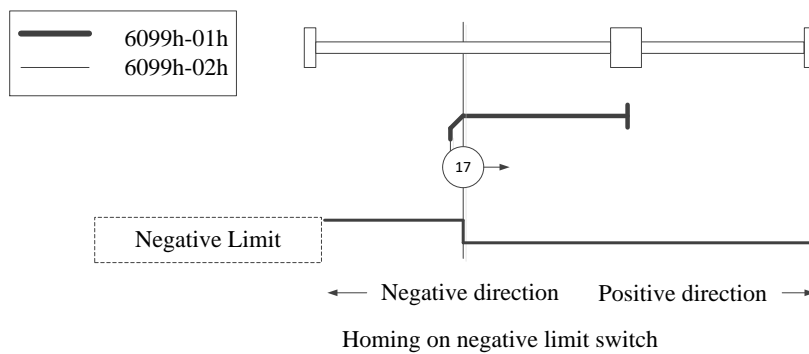 6099h-01h
6099h-02h
17
Negative Limit
Negative direction
Positive direction
Homing on negative limit switch